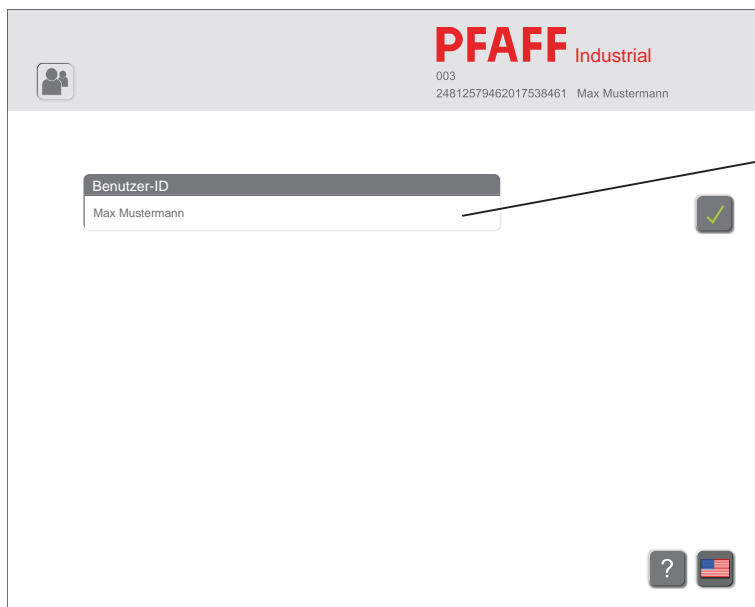 PFAFF Industrial
003
24812579462017538461 Max Mustermann
Benutzer-ID
Max Mustermann
?